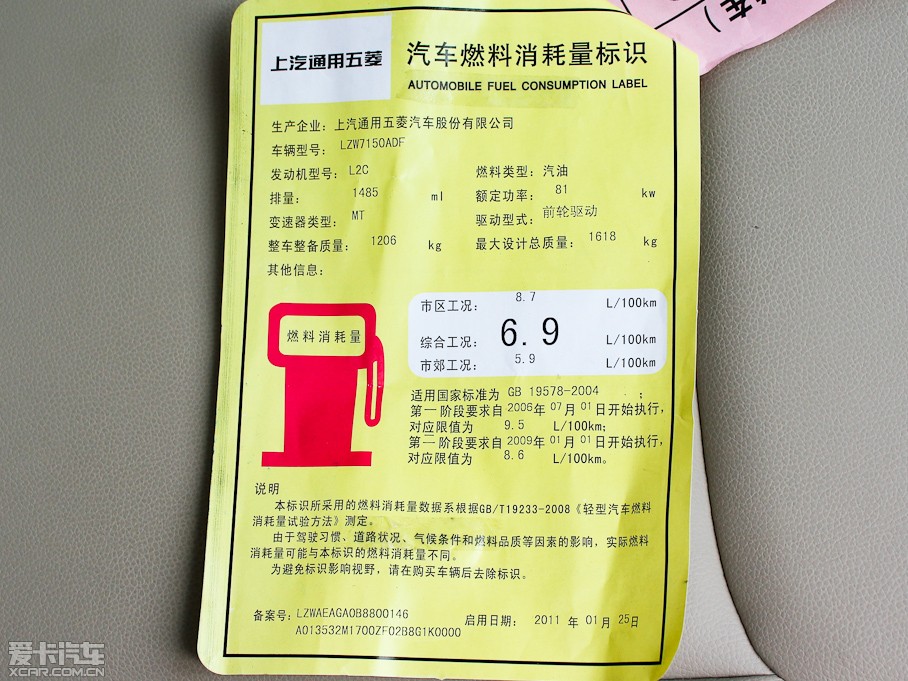 车)
上汽通用五菱
汽车燃料消耗量标识
AUTOMOBILE FUEL CONSUMPTION LABEL
生产企业: 上汽通用五菱汽车股份有限公司
车辆型号: LZW7150ADF
发动机型号: L2C 燃料类型: 汽油
排量: 1485 ml 额定功率: 81 kw
变速器类型: MT 驱动型式: 前轮驱动
整车整备质量: 1206 kg 最大设计总质量: 1618 kg
其他信息:
燃料消耗量
市区工况: 8.7 L/100km
综合工况: 6.9 L/100km
市郊工况: 5.9 L/100km
适用国家标准为 GB 19578-2004 ;
第一阶段要求自2006年 07月 01日开始执行,
对应限值为 9.5 L/100km;
第二阶段要求自2009年 01月 01日开始执行,
对应限值为 8.6 L/100km。
说明
本标识所采用的燃料消耗量数据系根据GB/T19233-2008《轻型汽车燃料
消耗量试验方法》测定。
由于驾驶习惯、道路状况、气候条件和燃料品质等因素的影响, 实际燃料
消耗量可能与本标识的燃料消耗量不同。
为避免标识影响视野, 请在购买车辆后去除标识。
备案号: LZWAEAGA0B8800146
A013532M1700ZF02B8G1K0000
启用日期: 2011 年 01月 25日
爱卡汽车
XCAR.COM.CN